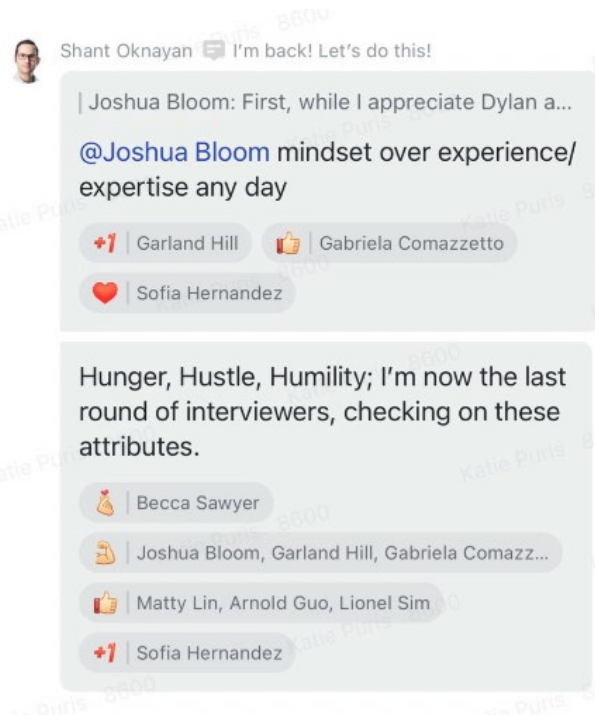 Shant Oknayan I'm back! Let's do this!
Joshua Bloom: First, while I appreciate Dylan a...
@Joshua Bloom mindset over experience/
expertise any day
+1 Garland Hill Gabriela Comazzetto
Sofia Hernandez
Hunger, Hustle, Humility; I'm now the last
round of interviewers, checking on these
attributes.
Becca Sawyer
Joshua Bloom, Garland Hill, Gabriela Comazz...
Matty Lin, Arnold Guo, Lionel Sim
+1 Sofia Hernandez
Katie Puris 8600